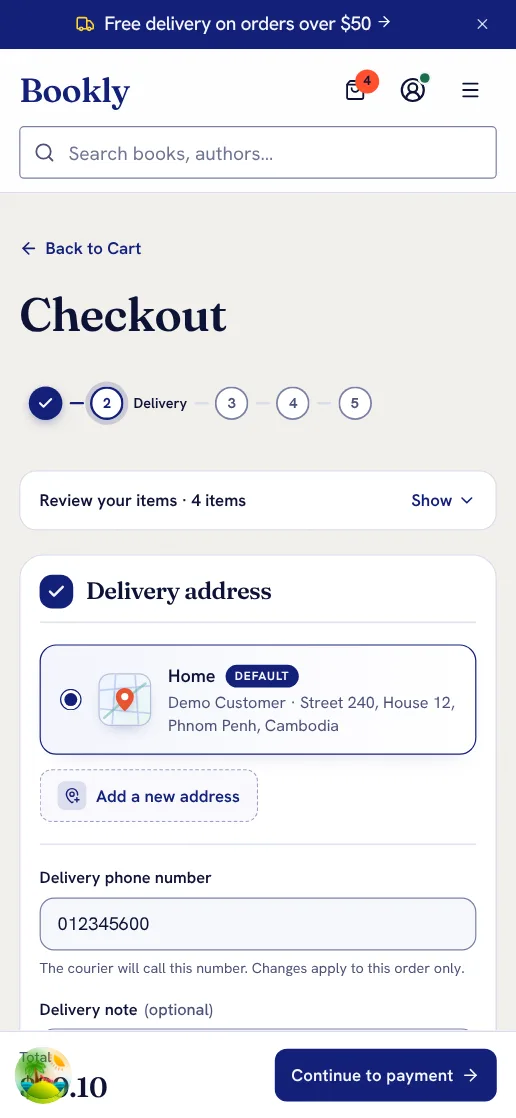 Free delivery on orders over $50 →
Bookly
4
Search books, authors...
← Back to Cart
Checkout
2 Delivery 3 4 5
Review your items · 4 items
Show
Delivery address
Home DEFAULT
Demo Customer · Street 240, House 12,
Phnom Penh, Cambodia
Add a new address
Delivery phone number
012345600
The courier will call this number. Changes apply to this order only.
Delivery note (optional)
Total
.10
Continue to payment →